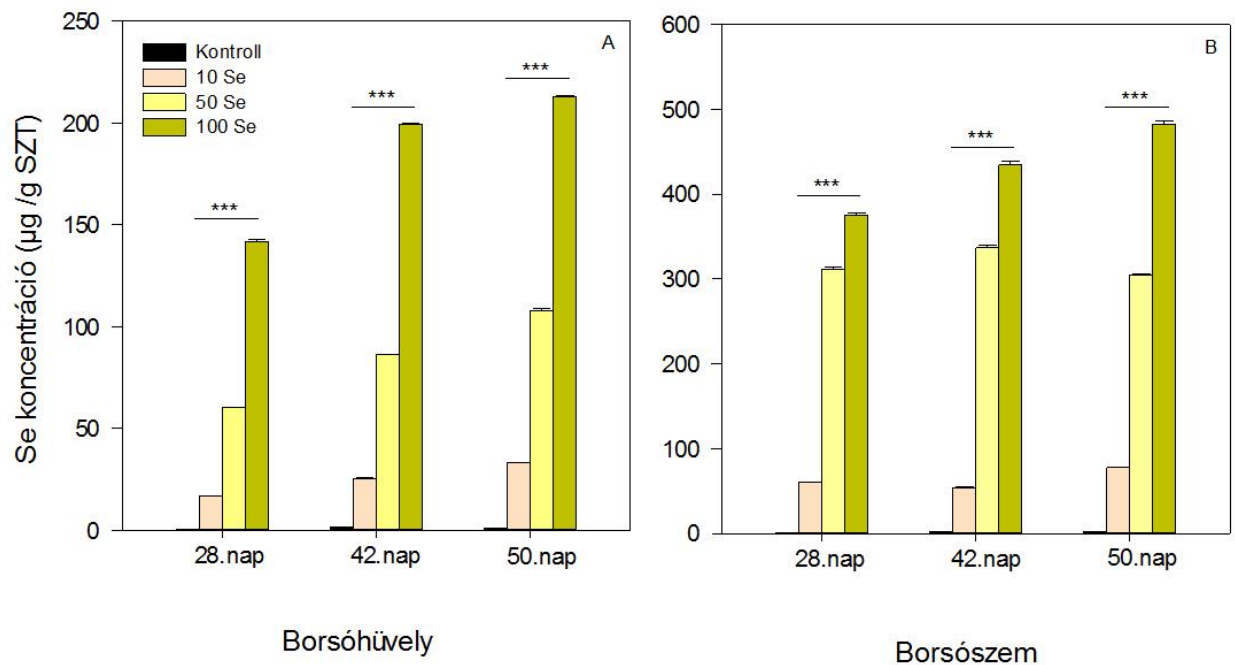 Se koncentráció (µg /g SZT)
250
200
150
100
50
0
A
Kontroll
10 Se
50 Se
100 Se
***
***
***
28.nap
42.nap
50.nap
Borsóhüvely
600
500
400
300
200
100
0
B
***
***
***
28.nap
42.nap
50.nap
Borsószem